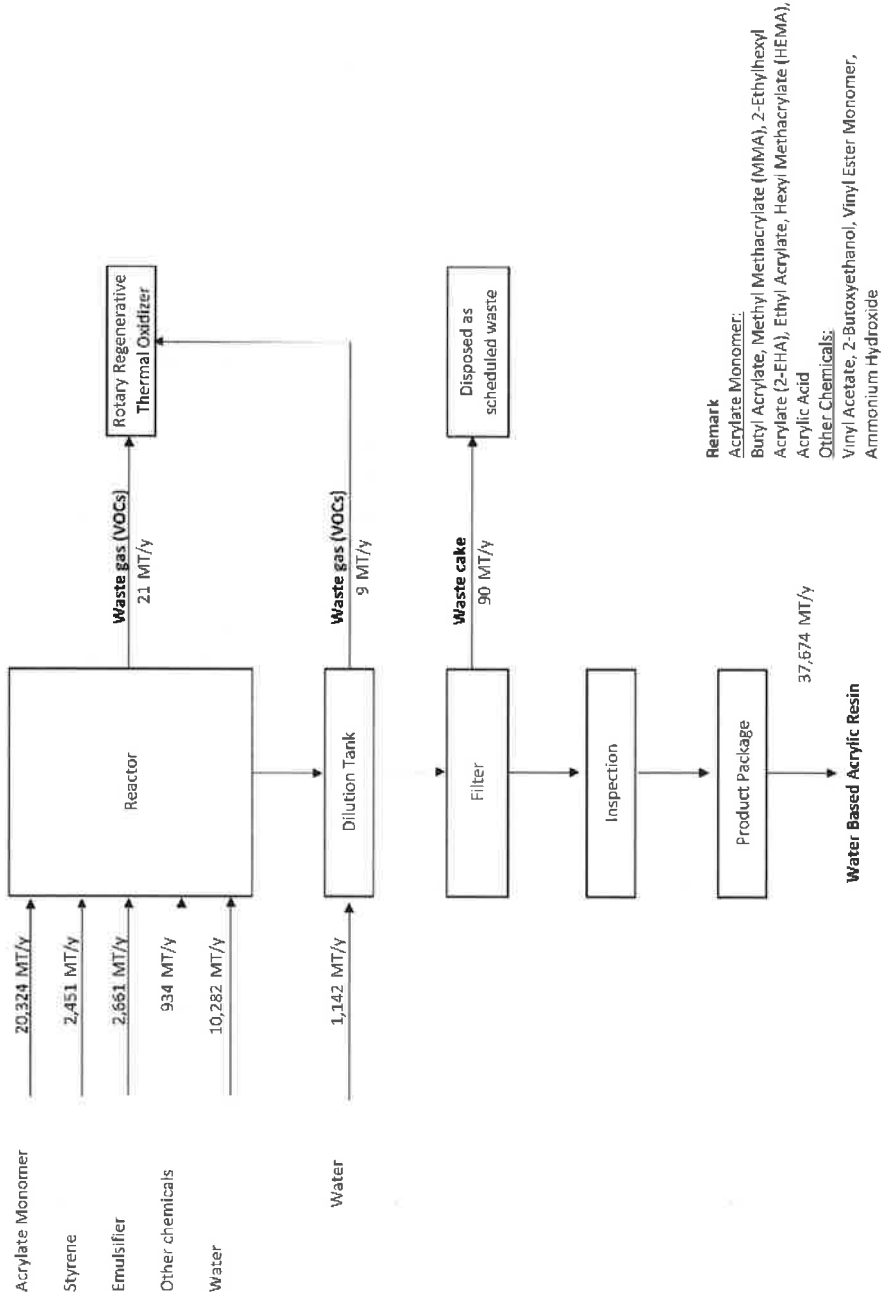 Acrylate Monomer
20,324 MT/y
Styrene
2,451 MT/y
Emulsifier
2,661 MT/y
Other chemicals
934 MT/y
Water
10,282 MT/y
Reactor
Waste gas (VOCs)
21 MT/y
Rotary Regenerative
Thermal Oxidizer
Water
1,142 MT/y
Dilution Tank
Waste gas (VOCs)
9 MT/y
Filter
Waste cake
90 MT/y
Disposed as
scheduled waste
Inspection
Product Package
37,674 MT/y
Water Based Acrylic Resin
Remark
Acrylate Monomer:
Butyl Acrylate, Methyl Methacrylate (MMA), 2-Ethylhexyl
Acrylate (2-EHA), Ethyl Acrylate, Hexyl Methacrylate (HEMA),
Acrylic Acid
Other Chemicals:
Vinyl Acetate, 2-Butoxyethanol, Vinyl Ester Monomer,
Ammonium Hydroxide